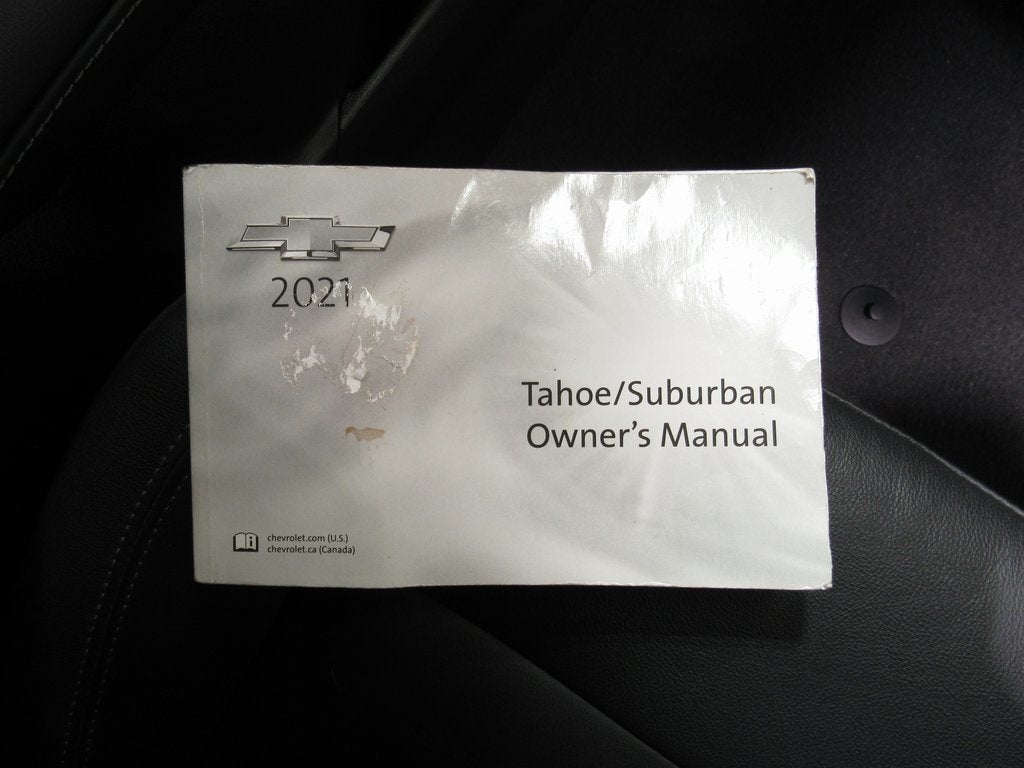 2021
Tahoe/Suburban
Owner's Manual
chevrolet.com (U.S.)
chevrolet.ca (Canada)